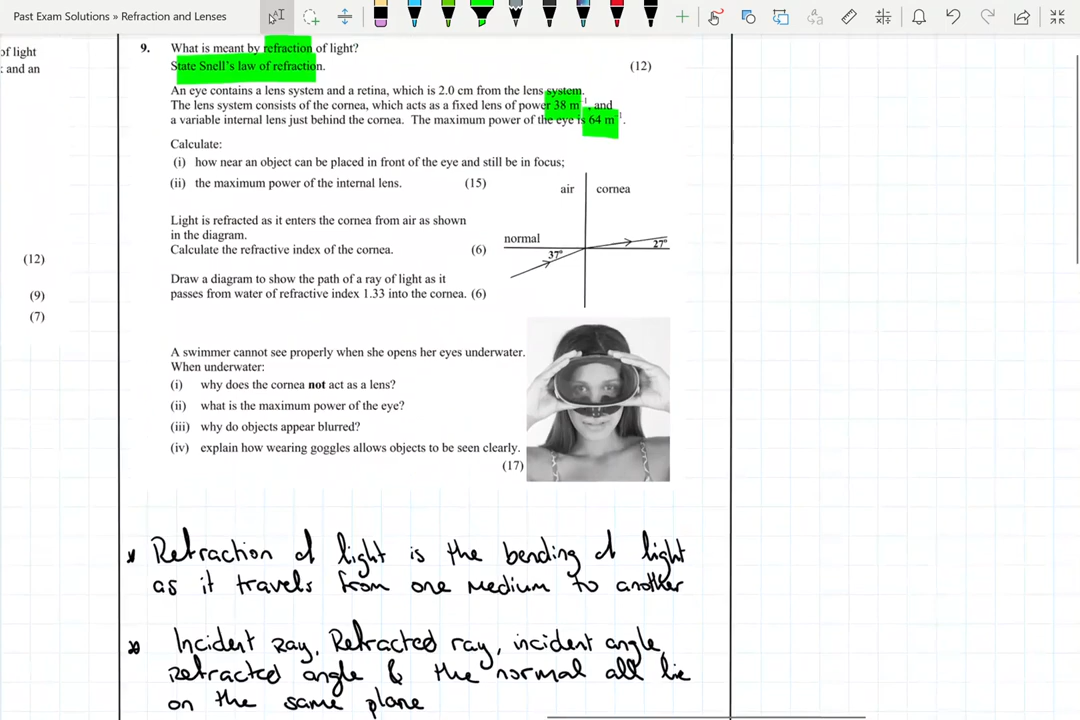 Past Exam Solutions » Refraction and Lenses
of light
: and an
(12)
(9)
(7)
9. What is meant by refraction of light?
State Snell's law of refraction. (12)
An eye contains a lens system and a retina, which is 2.0 cm from the lens system.
The lens system consists of the cornea, which acts as a fixed lens of power 38 m⁻¹, and
a variable internal lens just behind the cornea. The maximum power of the eye is 64 m⁻¹.
Calculate:
(i) how near an object can be placed in front of the eye and still be in focus;
(ii) the maximum power of the internal lens. (15)
Light is refracted as it enters the cornea from air as shown
in the diagram.
Calculate the refractive index of the cornea. (6)
Draw a diagram to show the path of a ray of light as it
passes from water of refractive index 1.33 into the cornea. (6)
air cornea
normal
37°
27°
A swimmer cannot see properly when she opens her eyes underwater.
When underwater:
(i) why does the cornea not act as a lens?
(ii) what is the maximum power of the eye?
(iii) why do objects appear blurred?
(iv) explain how wearing goggles allows objects to be seen clearly.
(17)
Refraction of light is the bending of light
as it travels from one medium to another
Incident Ray, Refracted ray, incident angle,
refracted angle & the normal all lie
on the same plane